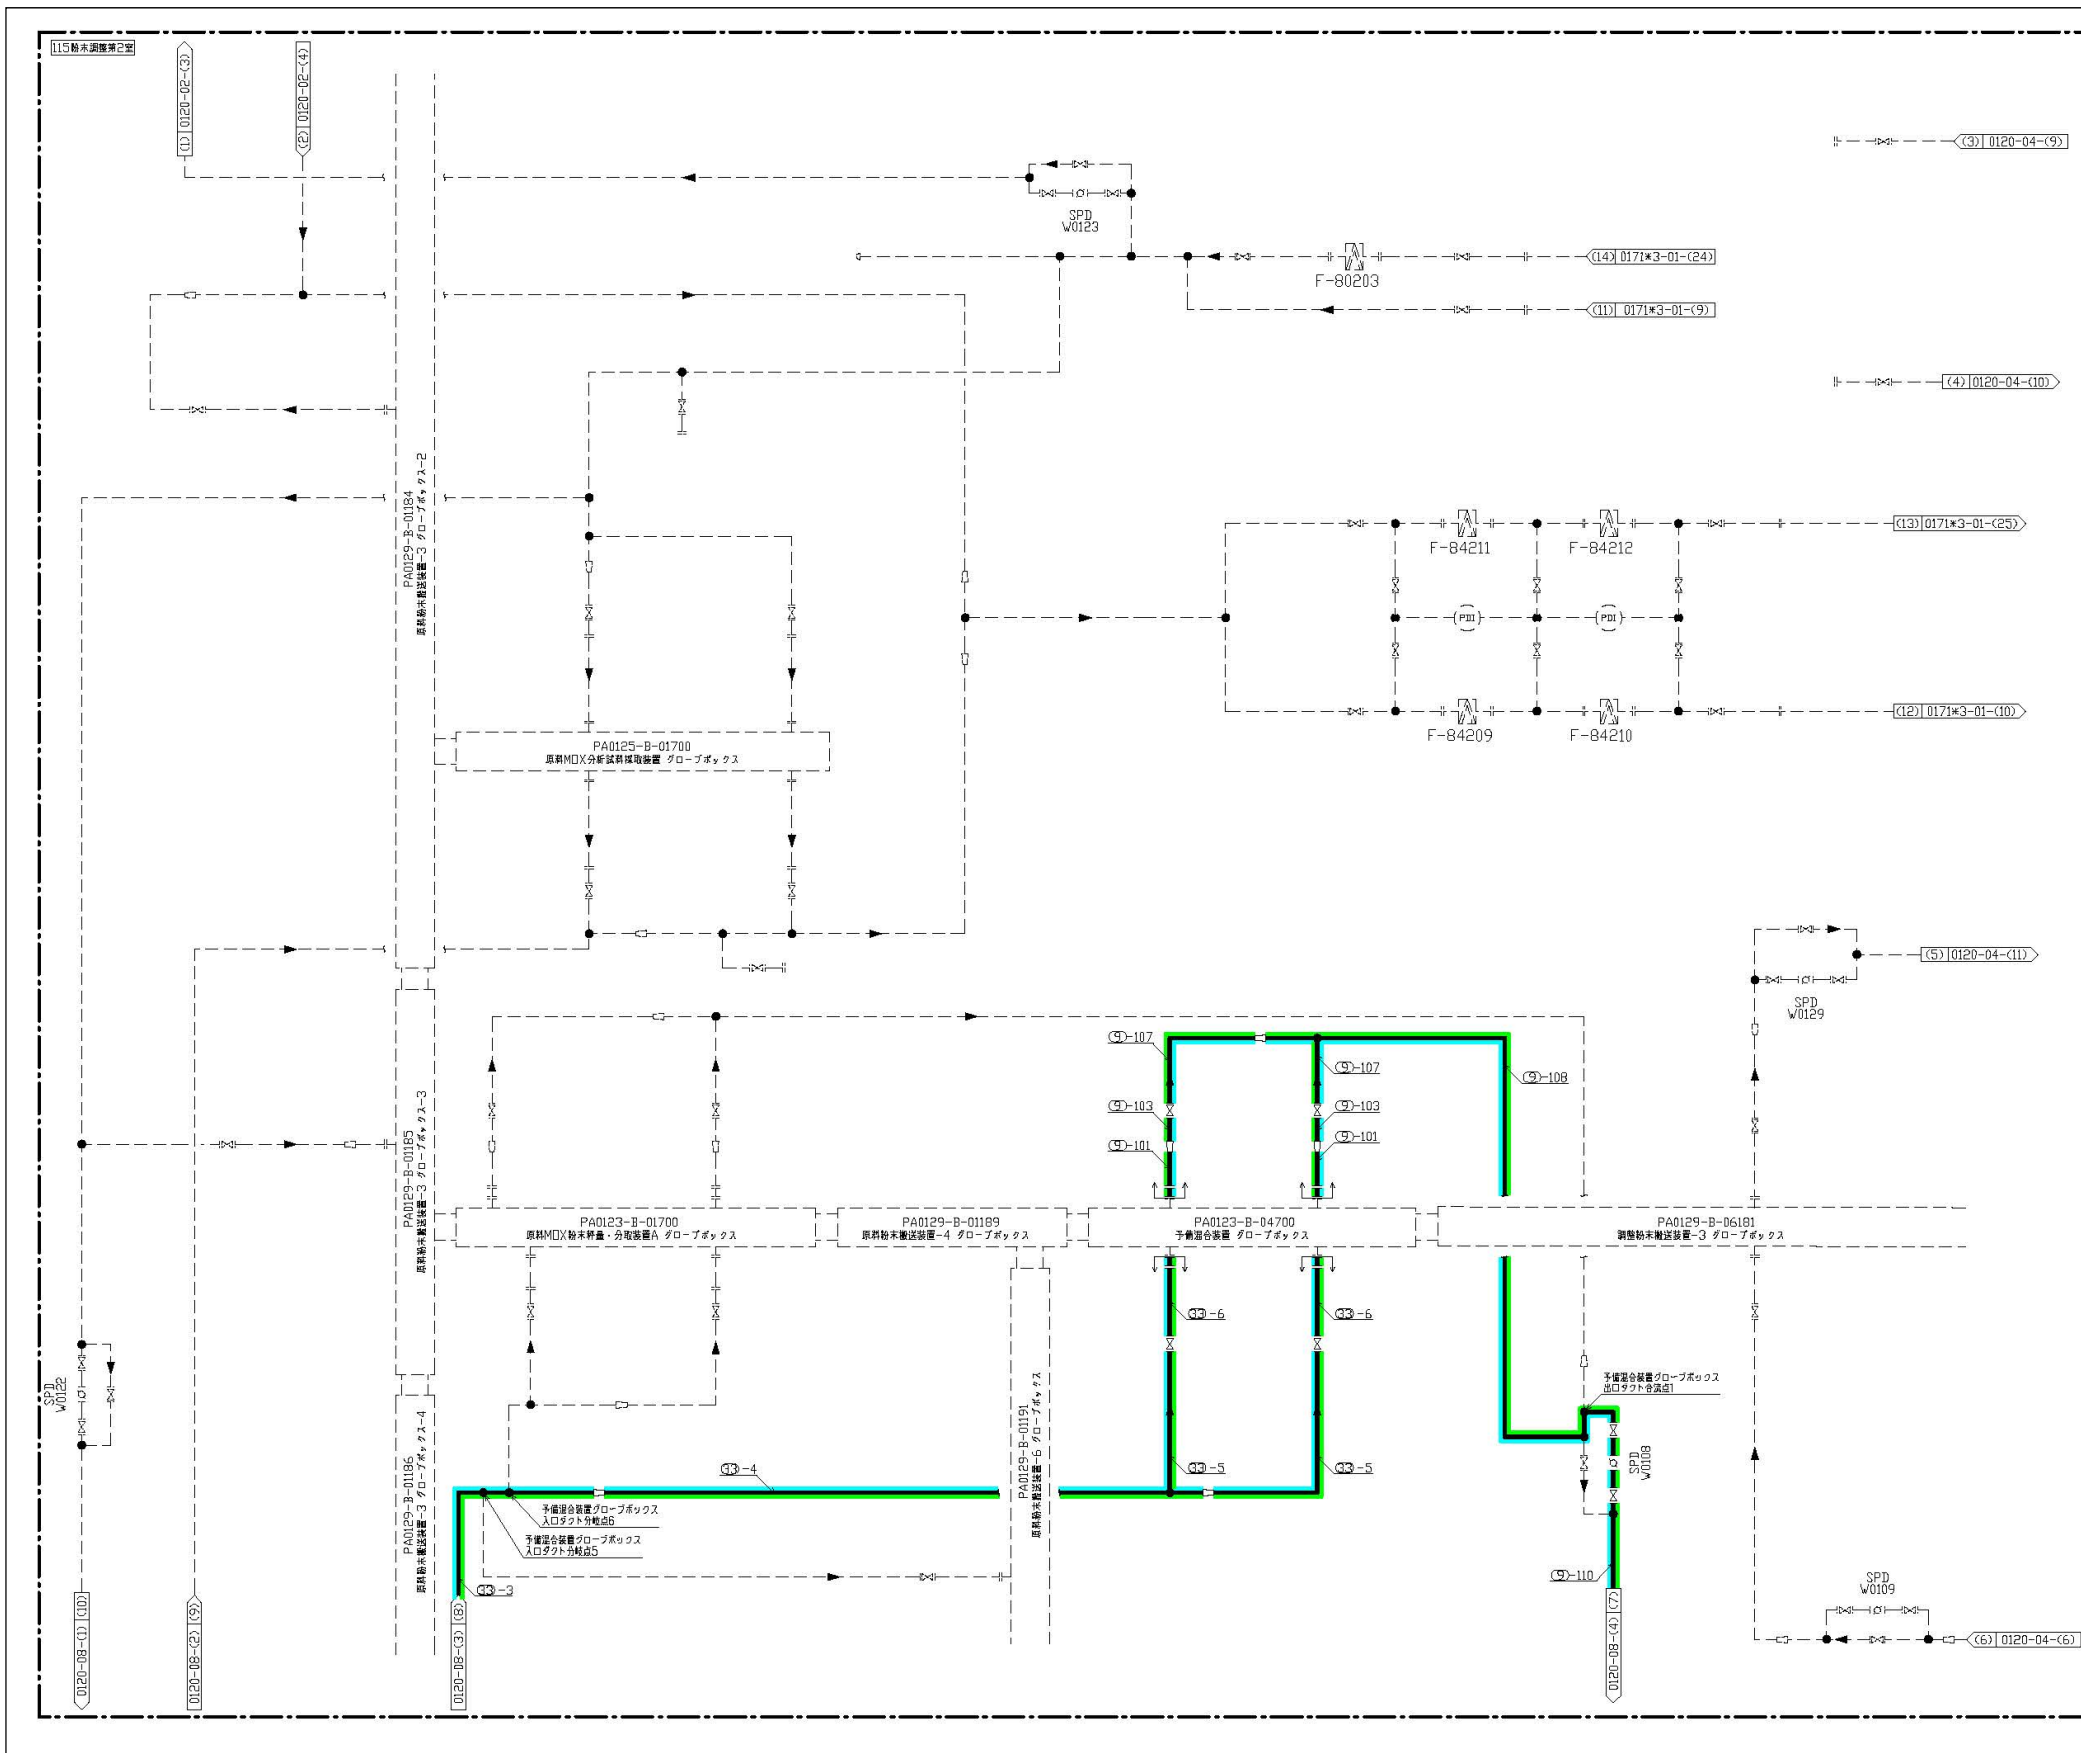 115粉末調整第2室
(1) 0120-02-(3)
(2) 0120-02-(4)
(3) 0120-04-(9)
SPD
W0123
(14) 0171*3-01-(24)
F-80203
(11) 0171*3-01-(9)
(4) 0120-04-(10)
PA0129-B-01184
原料粉末搬送装置-3 グローブボックス-2
(13) 0171*3-01-(25)
F-84211
F-84212
PDI
PDI
(12) 0171*3-01-(10)
F-84209
F-84210
PA0125-B-01700
原料MOX分析試料採取装置 グローブボックス
(5) 0120-04-(11)
SPD
W0129
⑨-107
⑨-107
⑨-108
⑨-103
⑨-103
⑨-101
⑨-101
PA0129-B-01185
原料粉末搬送装置-3 グローブボックス-3
PA0123-B-01700
原料MOX粉末秤量・分取装置A グローブボックス
PA0129-B-01189
原料粉末搬送装置-4 グローブボックス
PA0123-B-04700
予備混合装置 グローブボックス
PA0129-B-06181
調整粉末搬送装置-3 グローブボックス
㉝-6
㉝-6
SPD
W0122
予備混合装置グローブボックス
出口ダクト合流点1
PA0129-B-01186
原料粉末搬送装置-3 グローブボックス-4
PA0129-B-01191
原料粉末搬送装置-6 グローブボックス
㉝-4
㉝-5
㉝-5
SPD
W0108
予備混合装置グローブボックス
入口ダクト分岐点6
予備混合装置グローブボックス
入口ダクト分岐点5
㉝-3
⑨-110
SPD
W0109
(6) 0120-04-(6)
0120-08-(1) (10)
0120-08-(2) (9)
0120-08-(3) (8)
0120-08-(4) (7)